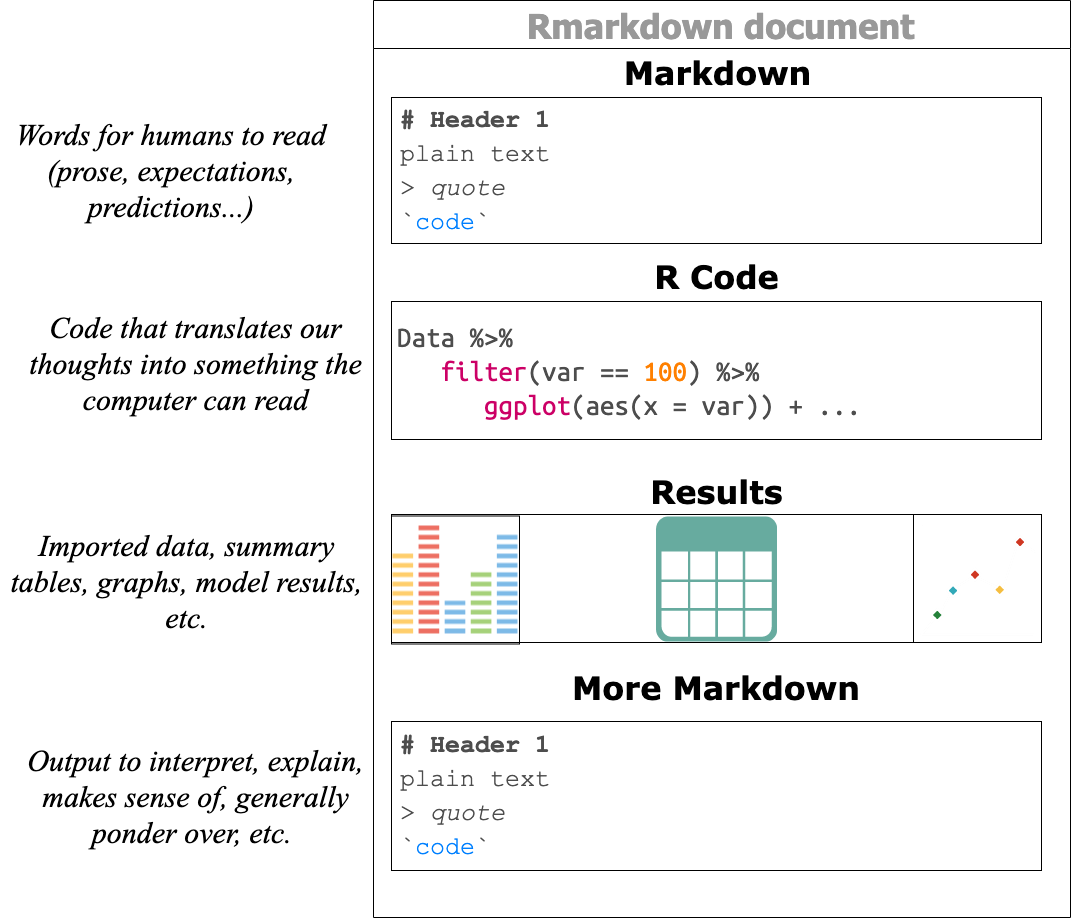 Rmarkdown document
Markdown
Words for humans to read
(prose, expectations,
predictions...)
# Header 1
plain text
> quote
`code`
R Code
Code that translates our
thoughts into something the
computer can read
Data %>%
filter(var == 100) %>%
ggplot(aes(x = var)) + ...
Results
Imported data, summary
tables, graphs, model results,
etc.
More Markdown
Output to interpret, explain,
makes sense of, generally
ponder over, etc.
# Header 1
plain text
> quote
`code`